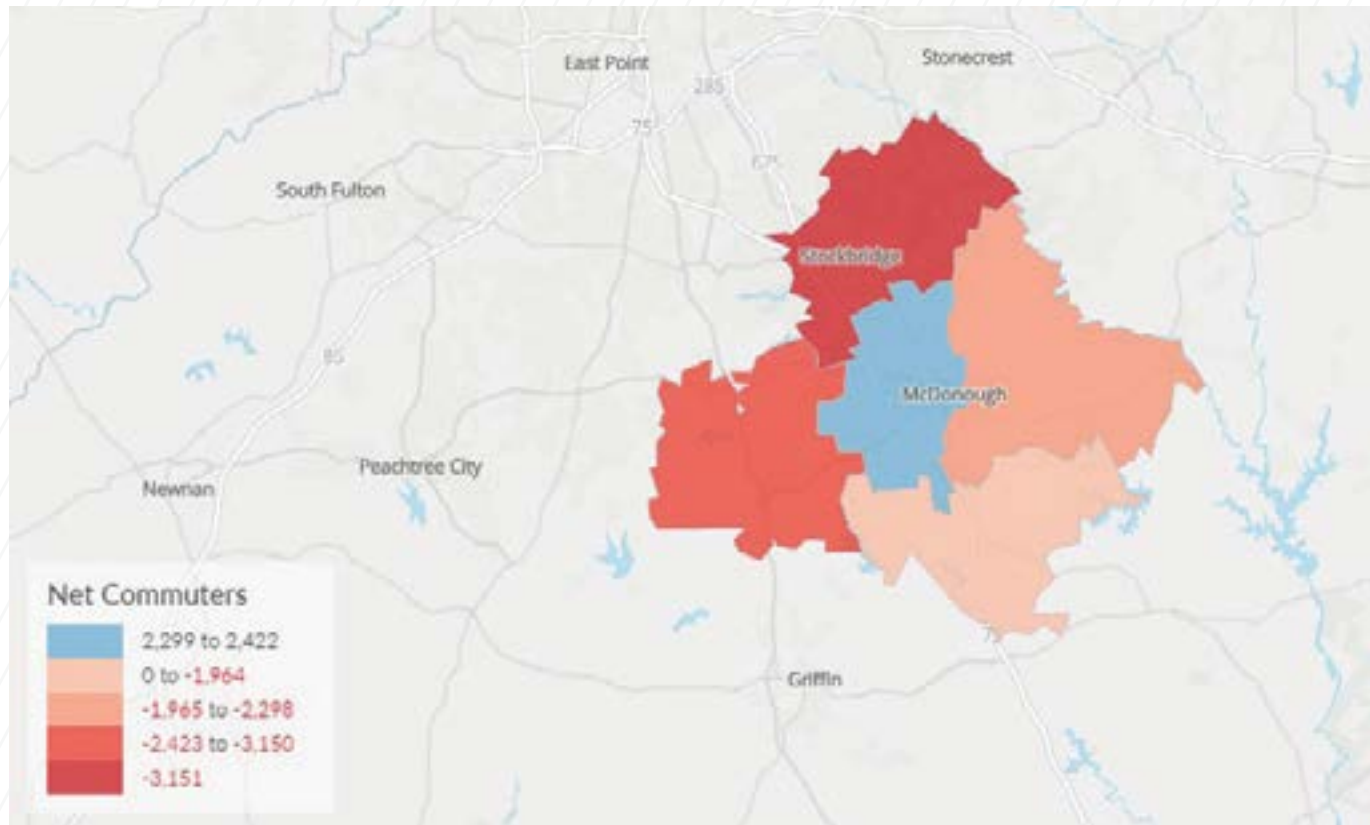 East Point
Stonecrest
285
75
675
South Fulton
Stockbridge
85
McDonough
Peachtree City
Newnan
Net Commuters
2,299 to 2,422
0 to -1,964
-1,965 to -2,298
-2,423 to -3,150
-3,151
75
Griffin